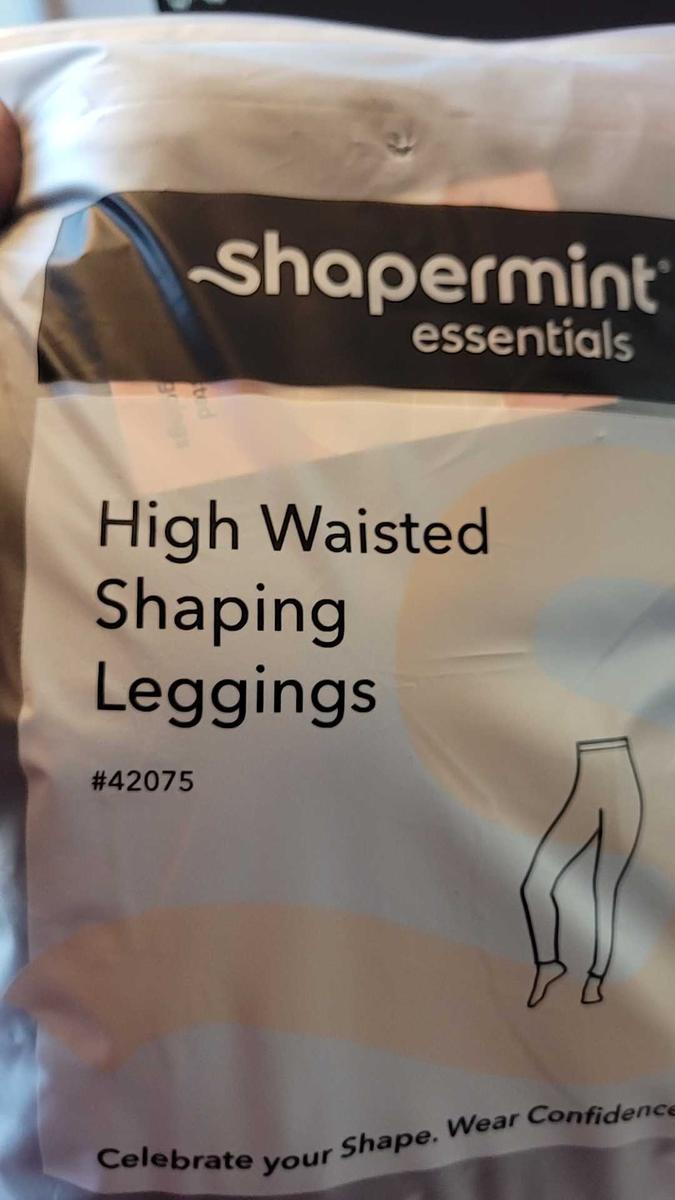 shapermint®
essentials
High Waisted
Shaping
Leggings
#42075
Celebrate your Shape. Wear Confidence